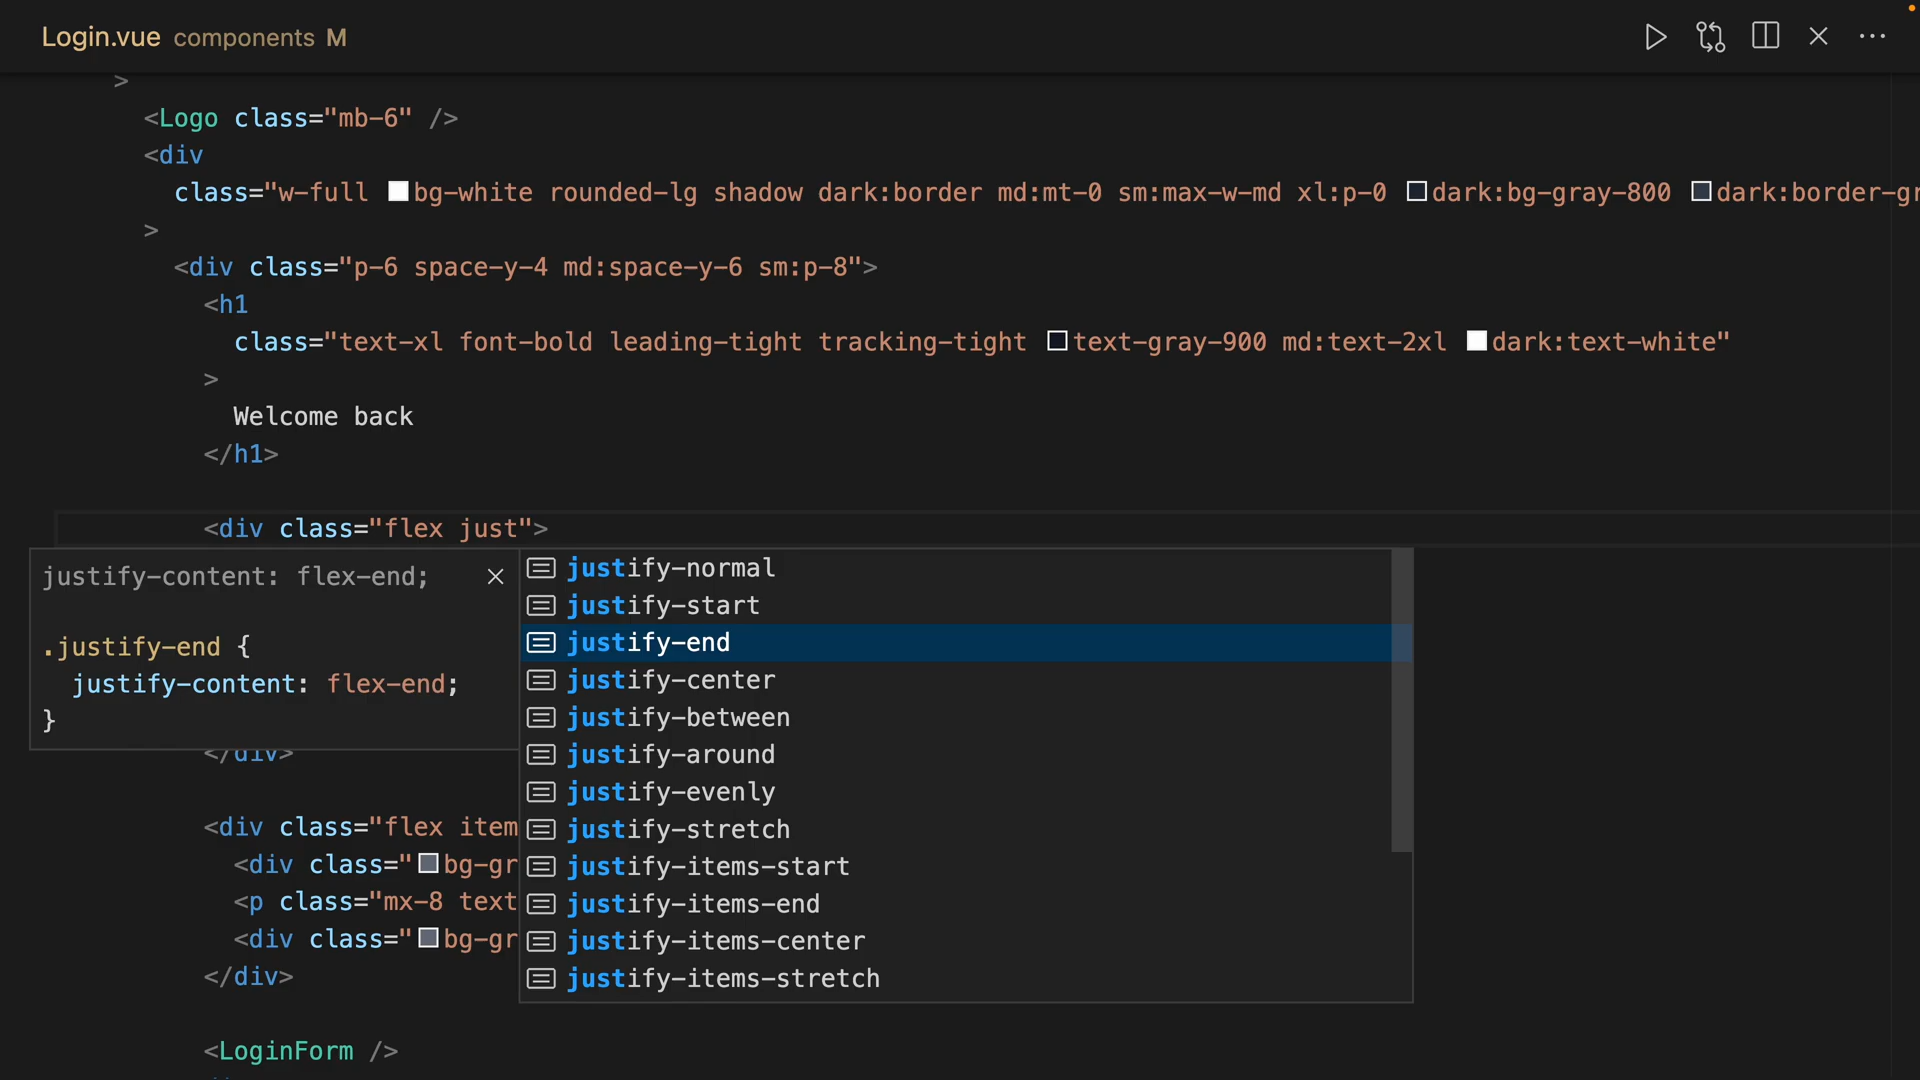 Login.vue components M
>
<Logo class="mb-6" />
<div
class="w-full bg-white rounded-lg shadow dark:border md:mt-0 sm:max-w-md xl:p-0 dark:bg-gray-800 dark:border-gr
>
<div class="p-6 space-y-4 md:space-y-6 sm:p-8">
<h1
class="text-xl font-bold leading-tight tracking-tight text-gray-900 md:text-2xl dark:text-white"
>
Welcome back
</h1>
<div class="flex just">
justify-content: flex-end;
.justify-end {
justify-content: flex-end;
}
justify-normal
justify-start
justify-end
justify-center
justify-between
justify-around
justify-evenly
justify-stretch
justify-items-start
justify-items-end
justify-items-center
justify-items-stretch
</div>
<div class="flex item
<div class="bg-gr
<p class="mx-8 text
<div class="bg-gr
</div>
<LoginForm />